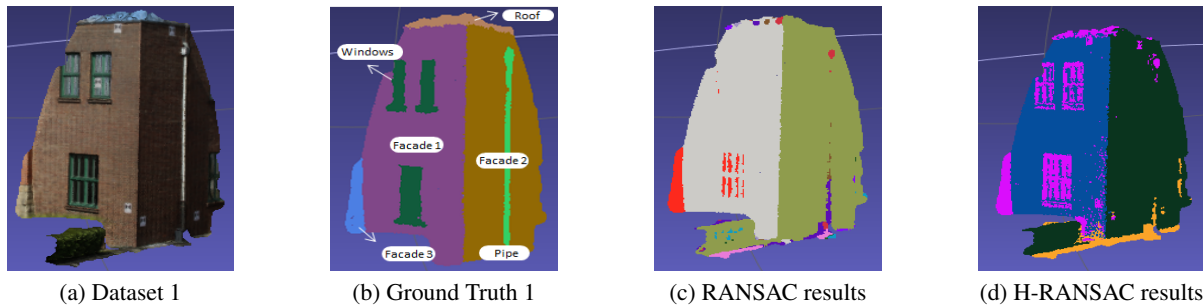 Roof
Windows
Facade 1
Facade 2
Facade 3
Pipe
(a) Dataset 1
(b) Ground Truth 1
(c) RANSAC results
(d) H-RANSAC results